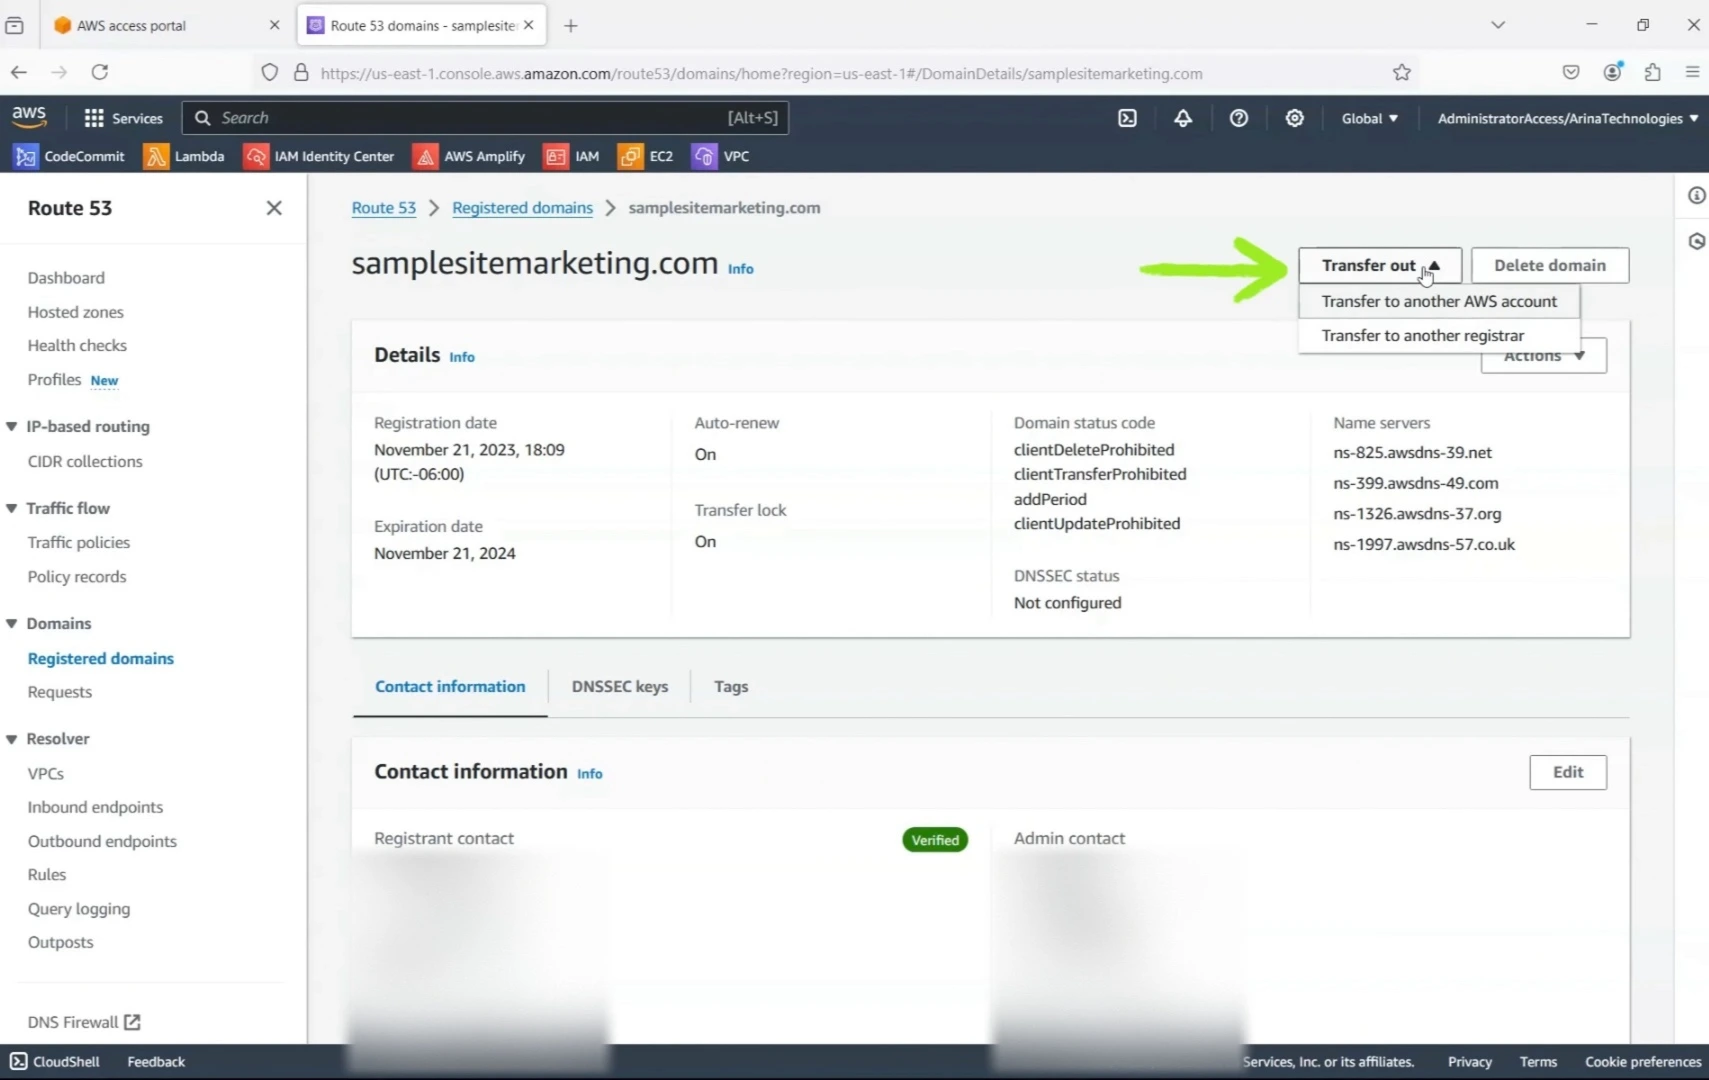 AWS access portal
Route 53 domains - samplesite
https://us-east-1.console.aws.amazon.com/route53/domains/home?region=us-east-1#/DomainDetails/samplesitemarketing.com
aws
Services
Search
[Alt+S]
Global
AdministratorAccess/ArinaTechnologies
CodeCommit
Lambda
IAM Identity Center
AWS Amplify
IAM
EC2
VPC
Route 53
Dashboard
Hosted zones
Health checks
Profiles New
IP-based routing
CIDR collections
Traffic flow
Traffic policies
Policy records
Domains
Registered domains
Requests
Resolver
VPCs
Inbound endpoints
Outbound endpoints
Rules
Query logging
Outposts
DNS Firewall
Route 53 > Registered domains > samplesitemarketing.com
samplesitemarketing.com Info
Transfer out
Delete domain
Transfer to another AWS account
Transfer to another registrar
Details Info
Actions
Registration date
November 21, 2023, 18:09
(UTC:-06:00)
Expiration date
November 21, 2024
Auto-renew
On
Transfer lock
On
Domain status code
clientDeleteProhibited
clientTransferProhibited
addPeriod
clientUpdateProhibited
DNSSEC status
Not configured
Name servers
ns-825.awsdns-39.net
ns-399.awsdns-49.com
ns-1326.awsdns-37.org
ns-1997.awsdns-57.co.uk
Contact information
DNSSEC keys
Tags
Contact information Info
Edit
Registrant contact
Verified
Admin contact
CloudShell
Feedback
Services, Inc. or its affiliates.
Privacy
Terms
Cookie preferences